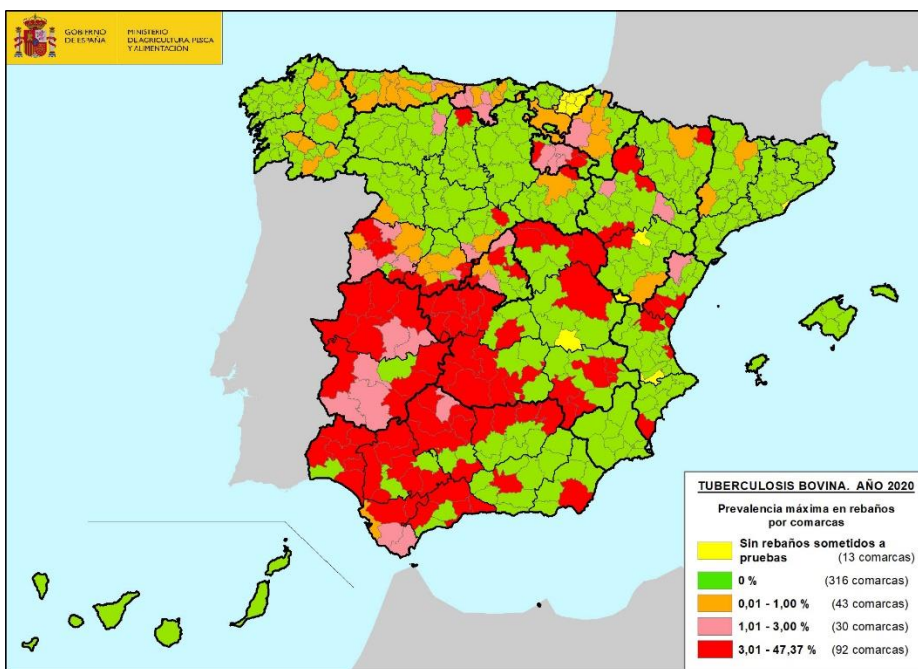 GOBIERNO
DE ESPAÑA
MINISTERIO
DE AGRICULTURA, PESCA
Y ALIMENTACIÓN
TUBERCULOSIS BOVINA. AÑO 2020
Prevalencia máxima en rebaños
por comarcas
Sin rebaños sometidos a
pruebas (13 comarcas)
0 % (316 comarcas)
0,01 - 1,00 % (43 comarcas)
1,01 - 3,00 % (30 comarcas)
3,01 - 47,37 % (92 comarcas)